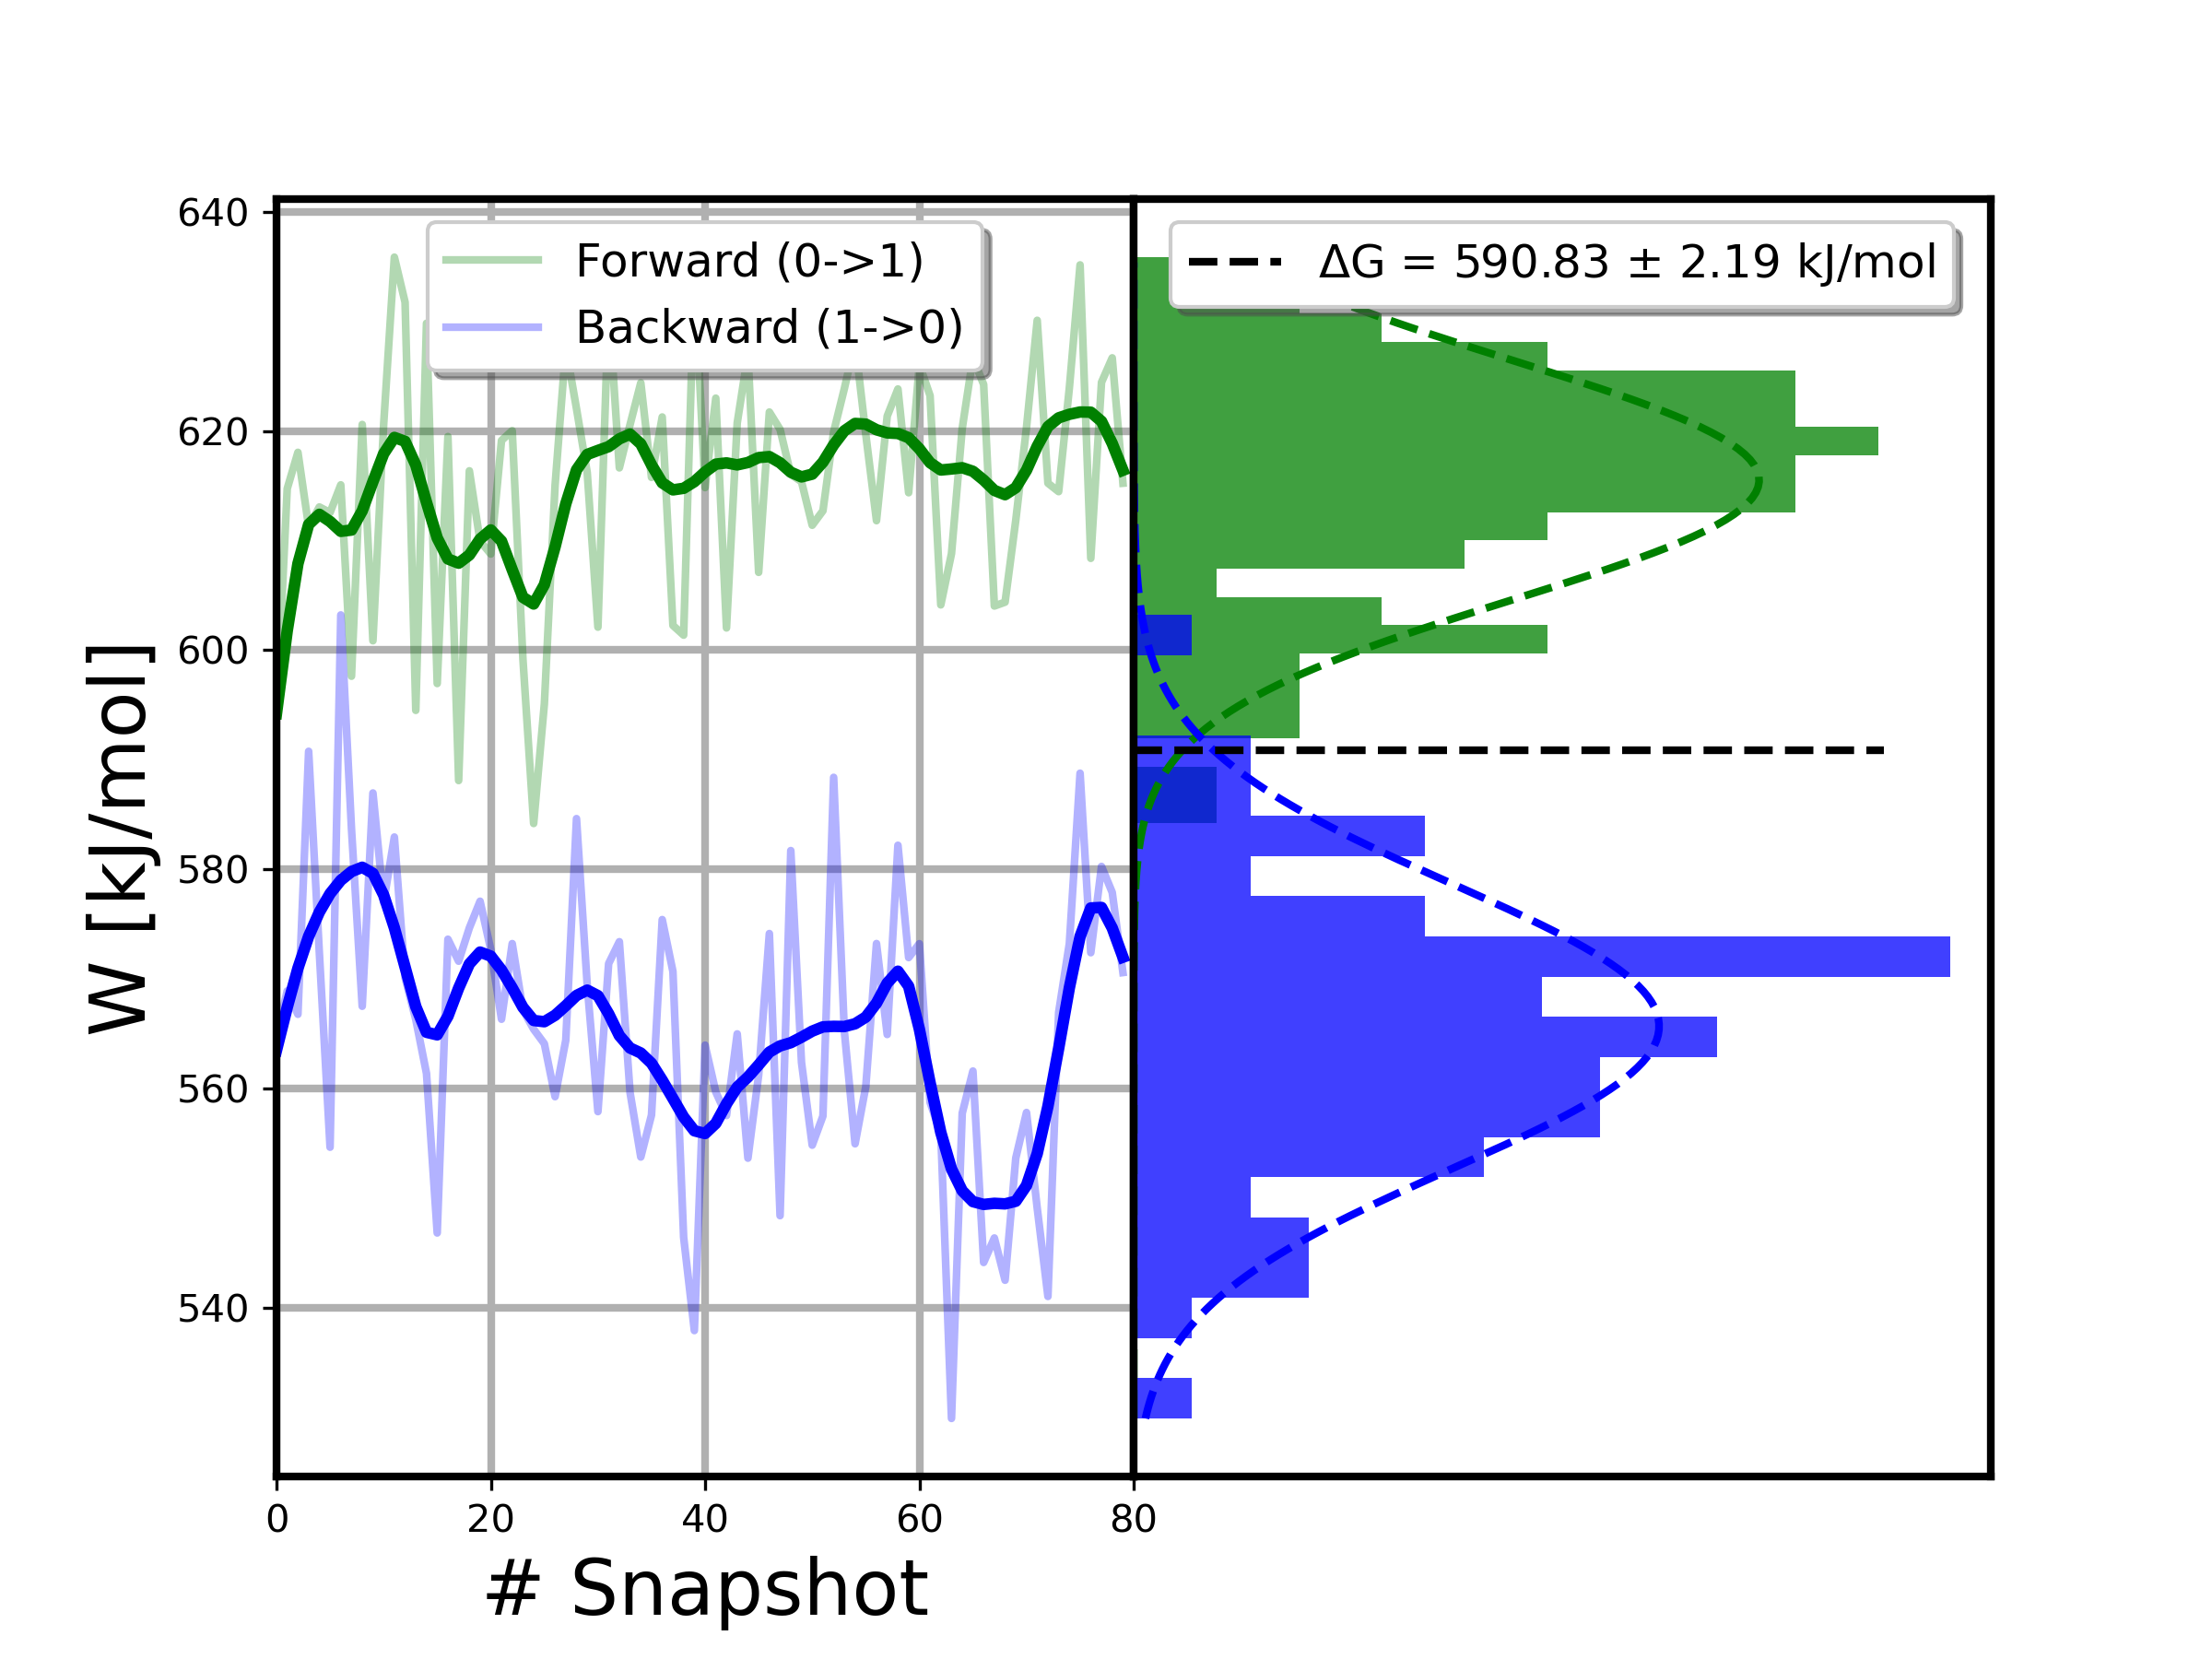 640
620
600
580
560
540
W [kJ/mol]
Forward (0->1)
Backward (1->0)
ΔG = 590.83 ± 2.19 kJ/mol
0 20 40 60 80
# Snapshot